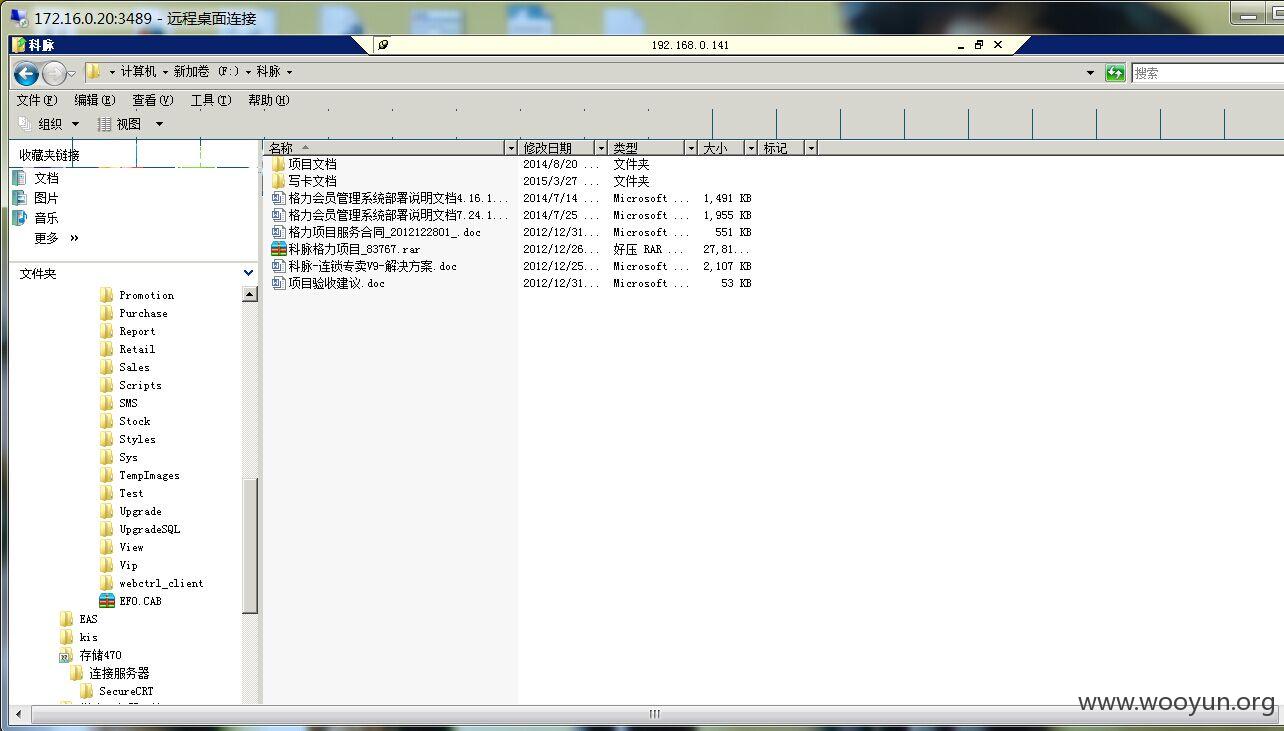 172.16.0.20:3489 - 远程桌面连接
科脉
192.168.0.141
计算机 新加卷 (F:) 科脉
搜索
文件(F) 编辑(E) 查看(V) 工具(T) 帮助(H)
组织 视图
收藏夹链接
文档
图片
音乐
更多 »
文件夹
Promotion
Purchase
Report
Retail
Sales
Scripts
SMS
Stock
Styles
Sys
TempImages
Test
Upgrade
UpgradeSQL
View
Vip
webctrl_client
EFO.CAB
EAS
kis
存储470
连接服务器
SecureCRT
名称 修改日期 类型 大小 标记
项目文档 2014/8/20 ... 文件夹
写卡文档 2015/3/27 ... 文件夹
格力会员管理系统部署说明文档4.16.1... 2014/7/14 ... Microsoft ... 1,491 KB
格力会员管理系统部署说明文档7.24.1... 2014/7/25 ... Microsoft ... 1,955 KB
格力项目服务合同_2012122801_.doc 2012/12/31... Microsoft ... 551 KB
科脉格力项目_83767.rar 2012/12/26... 好压 RAR ... 27,81...
科脉-连锁专卖V9-解决方案.doc 2012/12/25... Microsoft ... 2,107 KB
项目验收建议.doc 2012/12/31... Microsoft ... 53 KB
www.wooyun.org